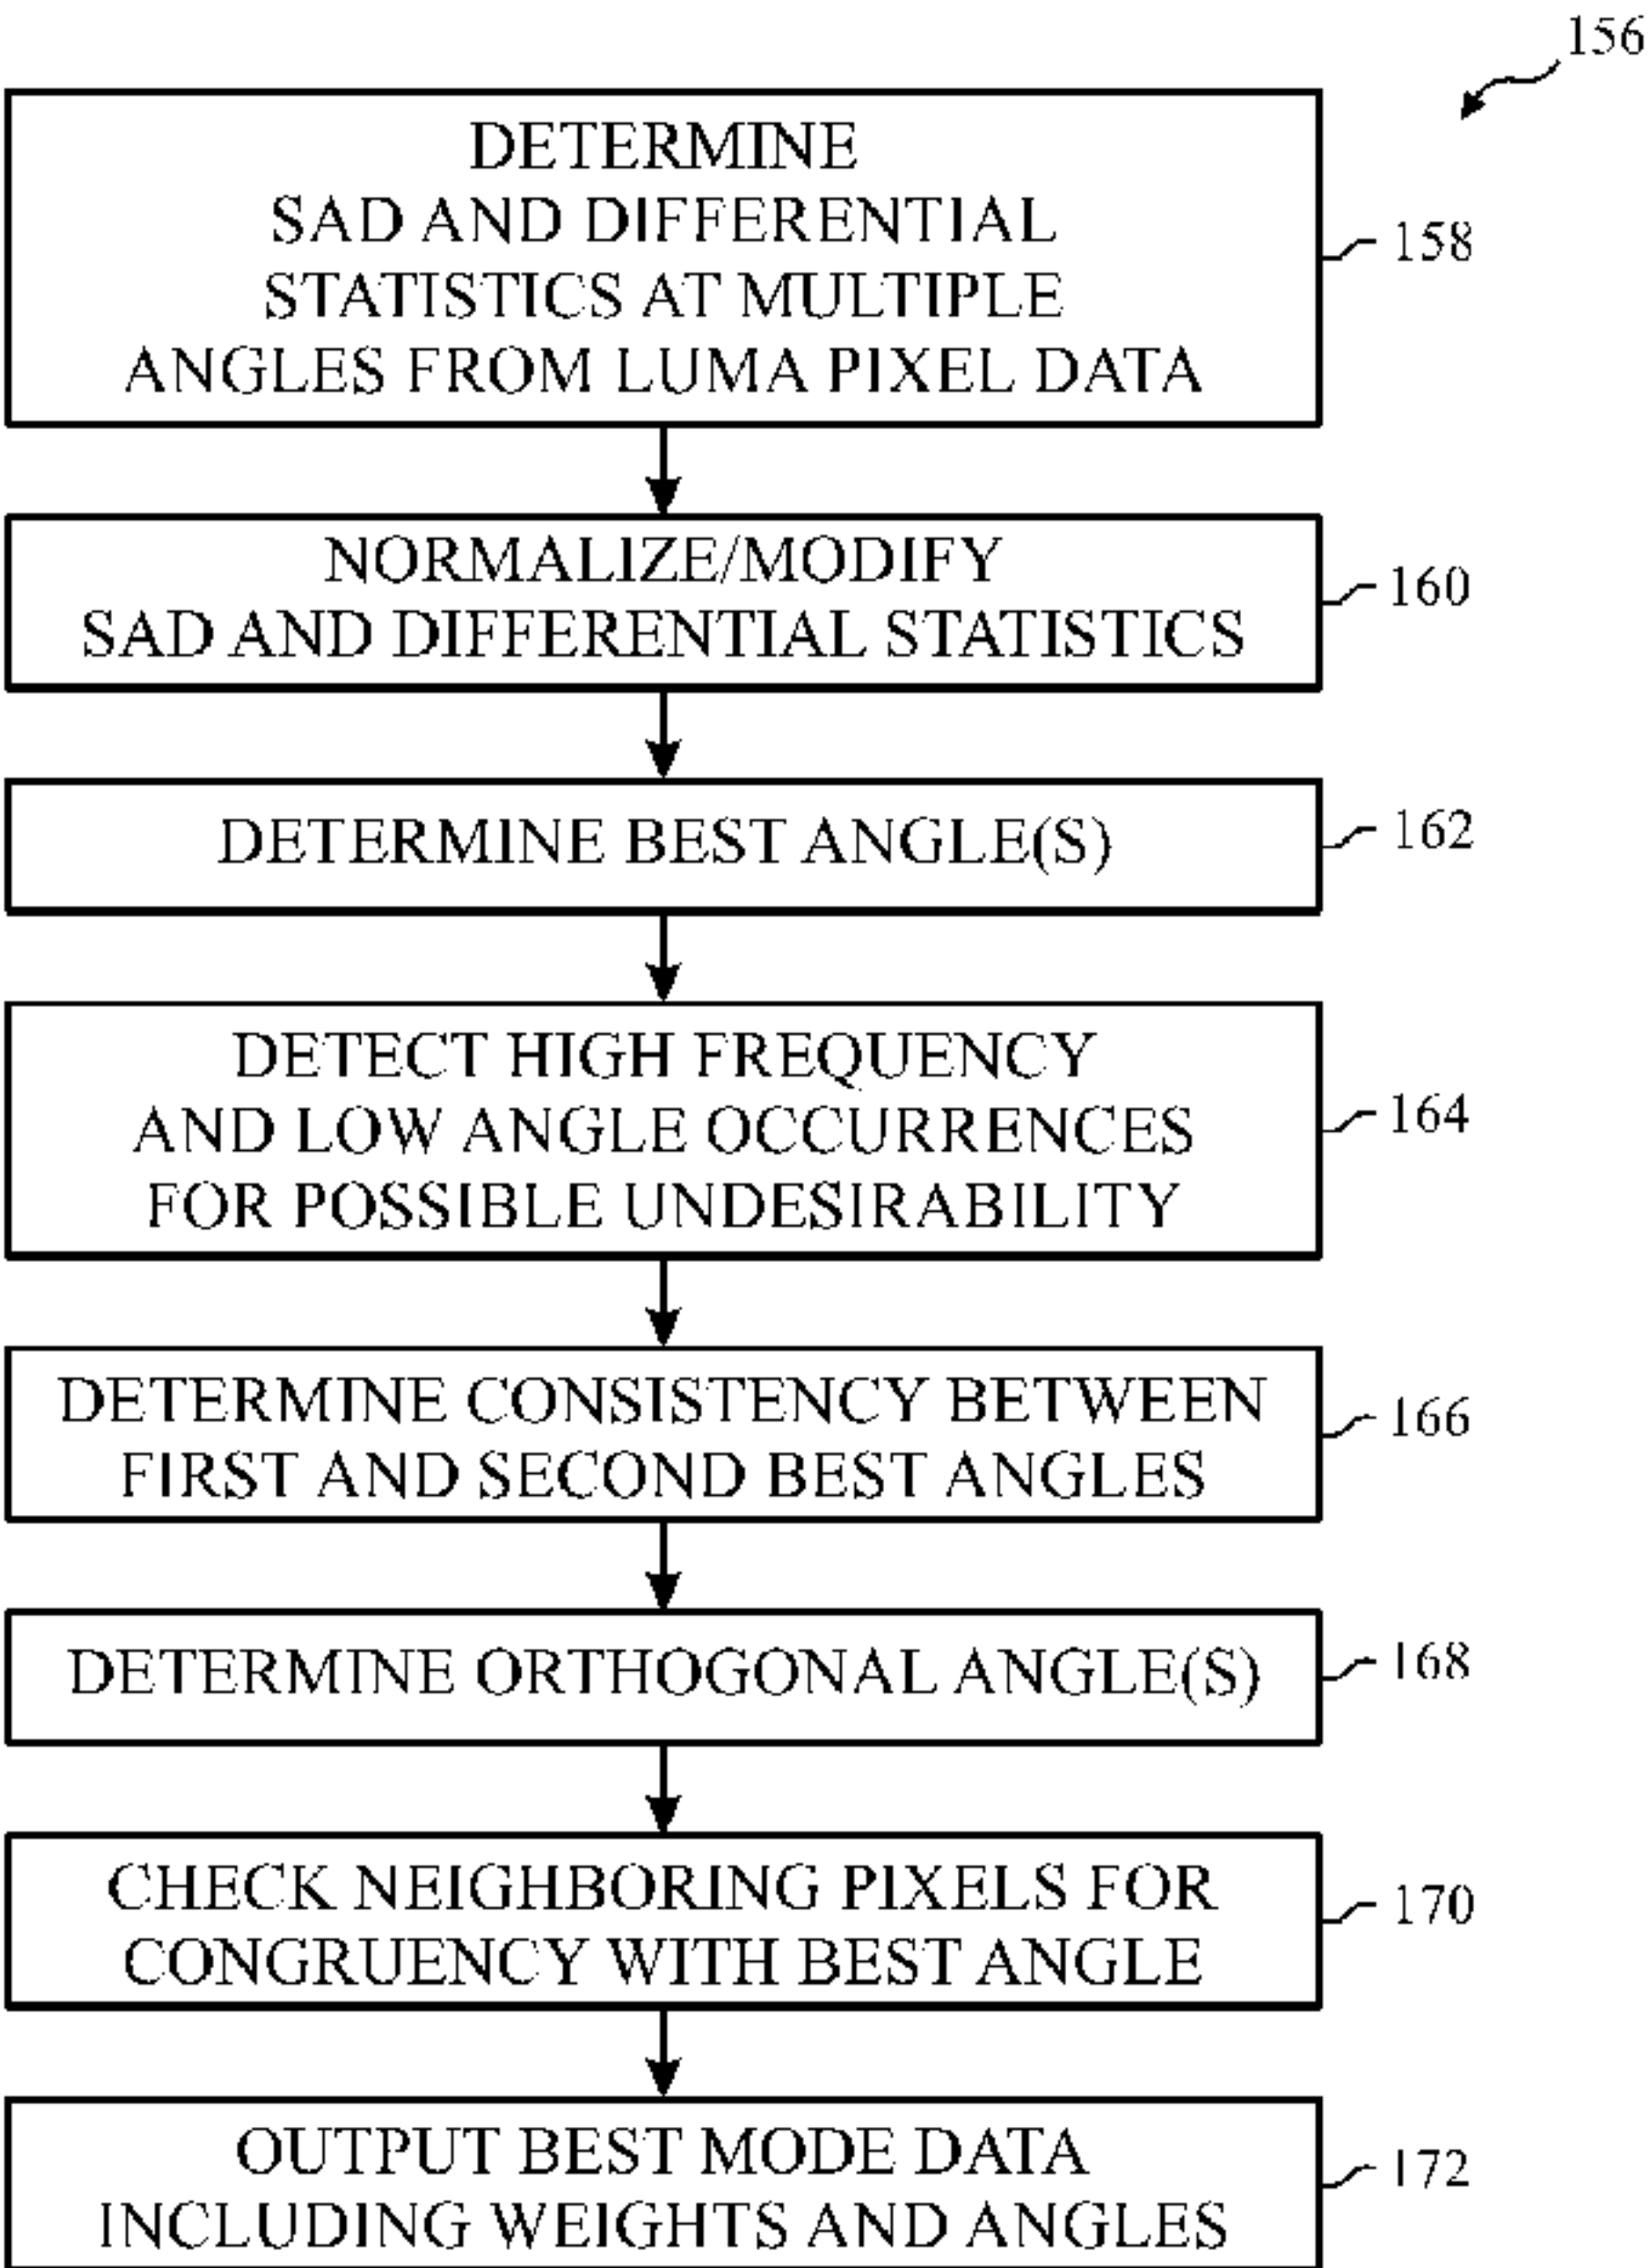 156
DETERMINE
SAD AND DIFFERENTIAL
STATISTICS AT MULTIPLE
ANGLES FROM LUMA PIXEL DATA
158
NORMALIZE/MODIFY
SAD AND DIFFERENTIAL STATISTICS
160
DETERMINE BEST ANGLE(S)
162
DETECT HIGH FREQUENCY
AND LOW ANGLE OCCURRENCES
FOR POSSIBLE UNDESIRABILITY
164
DETERMINE CONSISTENCY BETWEEN
FIRST AND SECOND BEST ANGLES
166
DETERMINE ORTHOGONAL ANGLE(S)
168
CHECK NEIGHBORING PIXELS FOR
CONGRUENCY WITH BEST ANGLE
170
OUTPUT BEST MODE DATA
INCLUDING WEIGHTS AND ANGLES
172